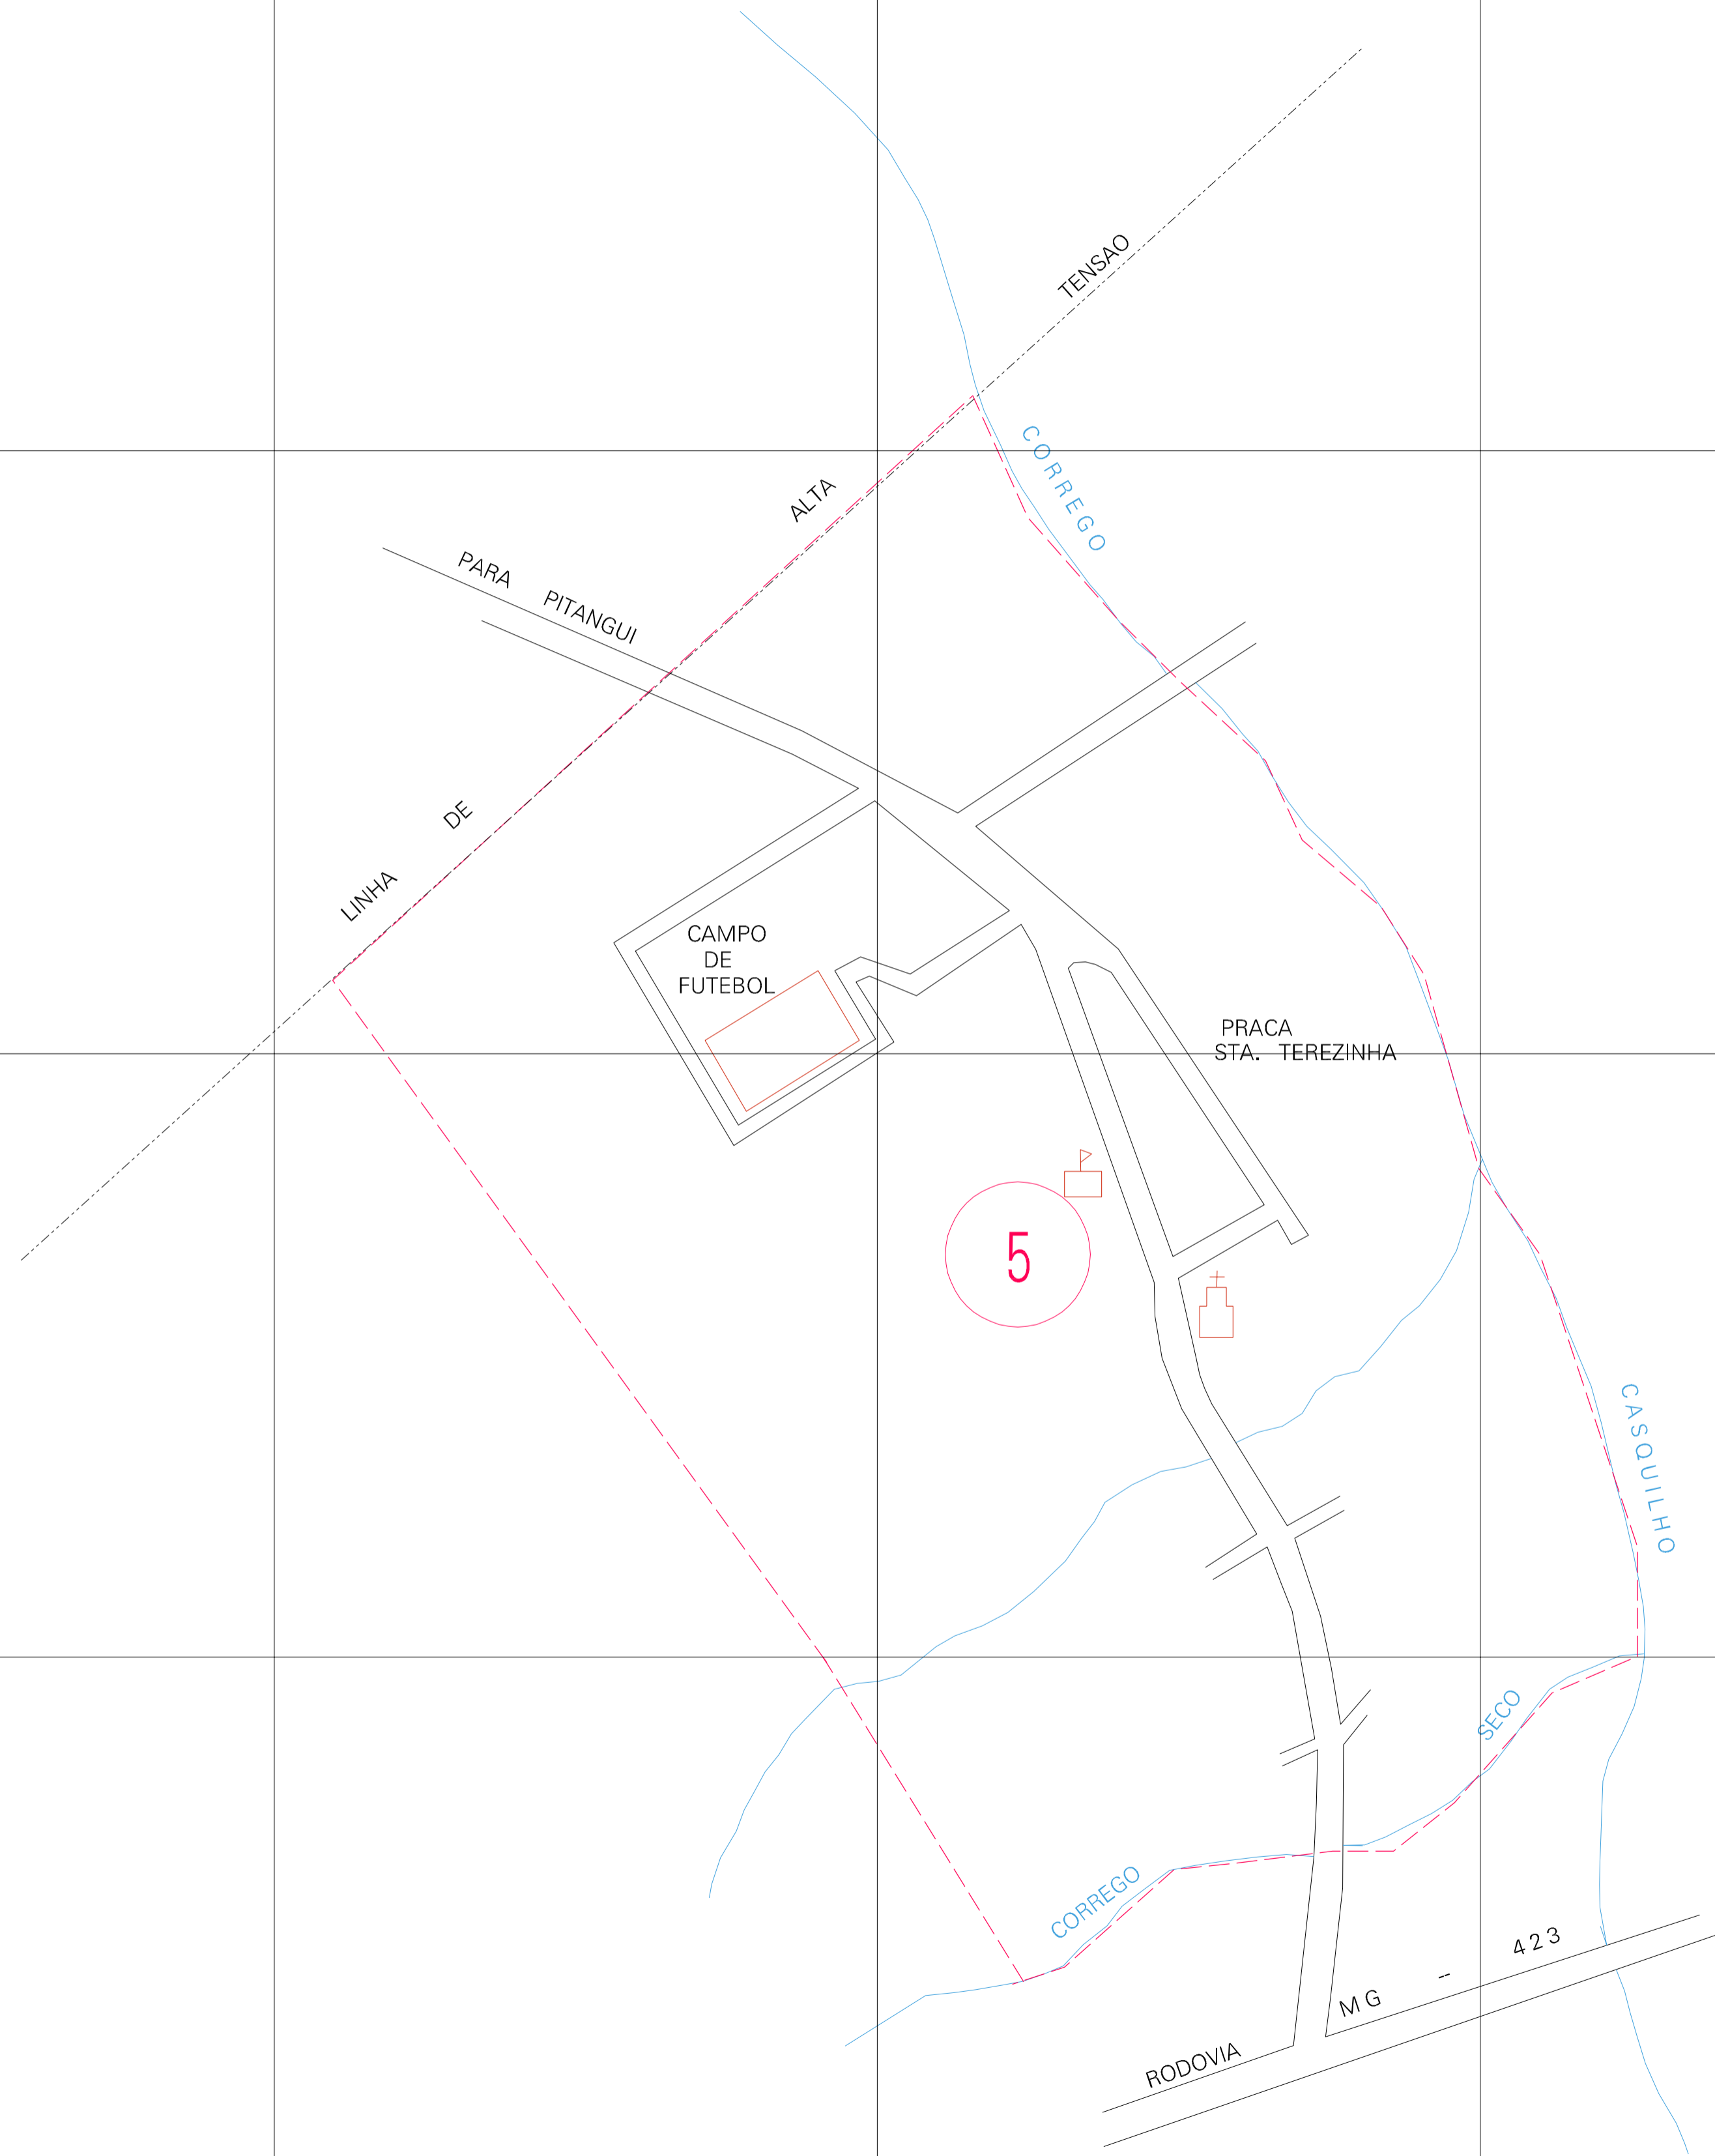 TENSAO
CORREGO
ALTA
PARA PITANGUI
DE
LINHA
CAMPO
DE
FUTEBOL
PRACA
STA. TEREZINHA
5
CASQUILHO
SECO
CORREGO
RODOVIA MG -- 423